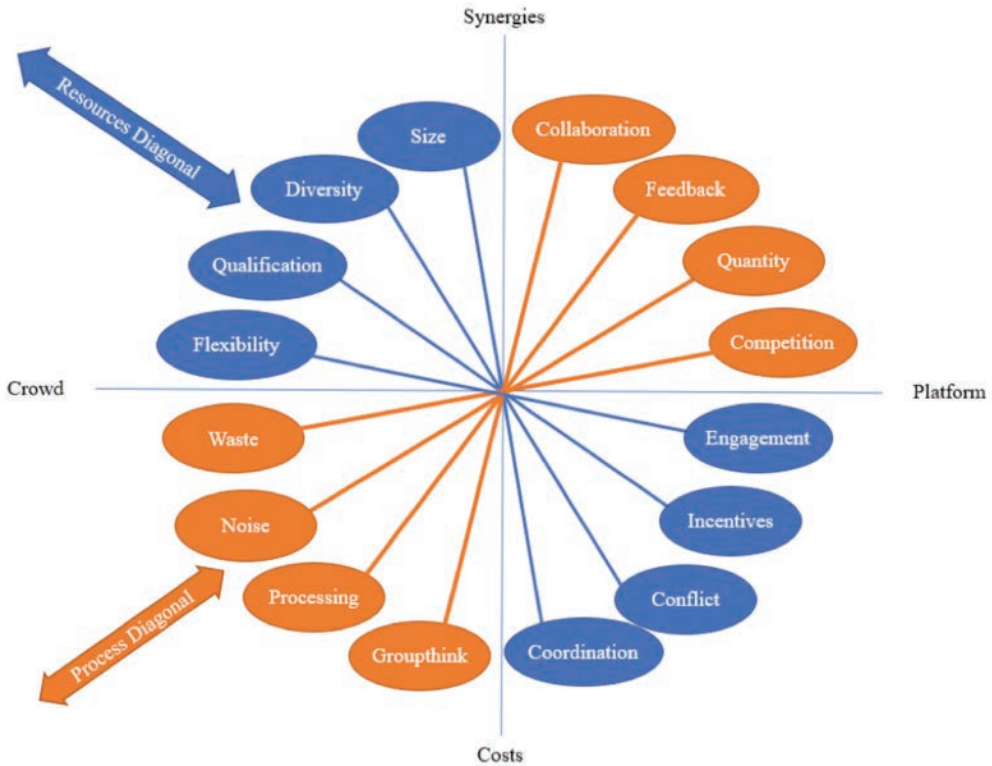 Synergies
Resources Diagonal
Size
Collaboration
Diversity
Feedback
Qualification
Quantity
Flexibility
Competition
Crowd
Platform
Waste
Engagement
Noise
Incentives
Processing
Conflict
Process Diagonal
Groupthink
Coordination
Costs